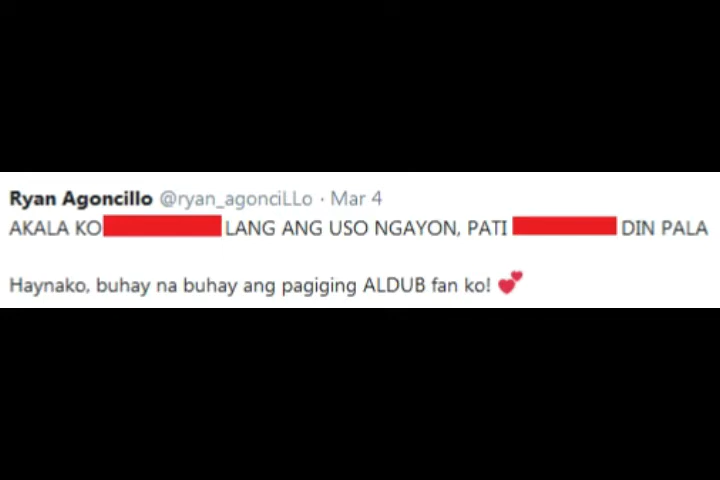 Ryan Agoncillo @ryan_agonciLLo · Mar 4
AKALA KO LANG ANG USO NGAYON, PATI DIN PALA
Haynako, buhay na buhay ang pagiging ALDUB fan ko! 💕